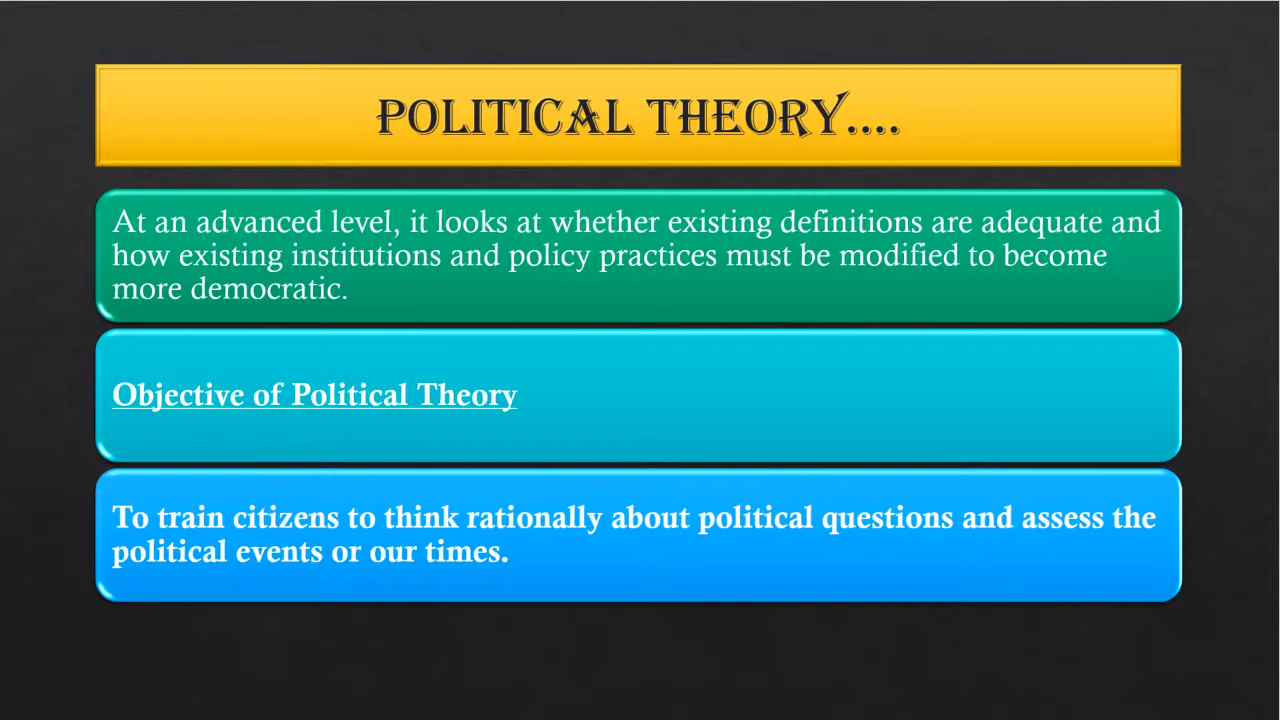 POLITICAL THEORY....
At an advanced level, it looks at whether existing definitions are adequate and
how existing institutions and policy practices must be modified to become
more democratic.
Objective of Political Theory
To train citizens to think rationally about political questions and assess the
political events or our times.